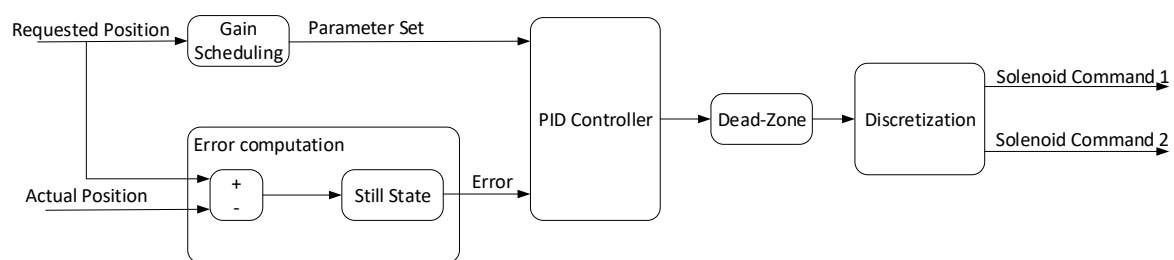 Requested Position
Gain
Scheduling
Parameter Set
PID Controller
Dead-Zone
Discretization
Solenoid Command 1
Solenoid Command 2
Error computation
+
-
Still State
Error
Actual Position